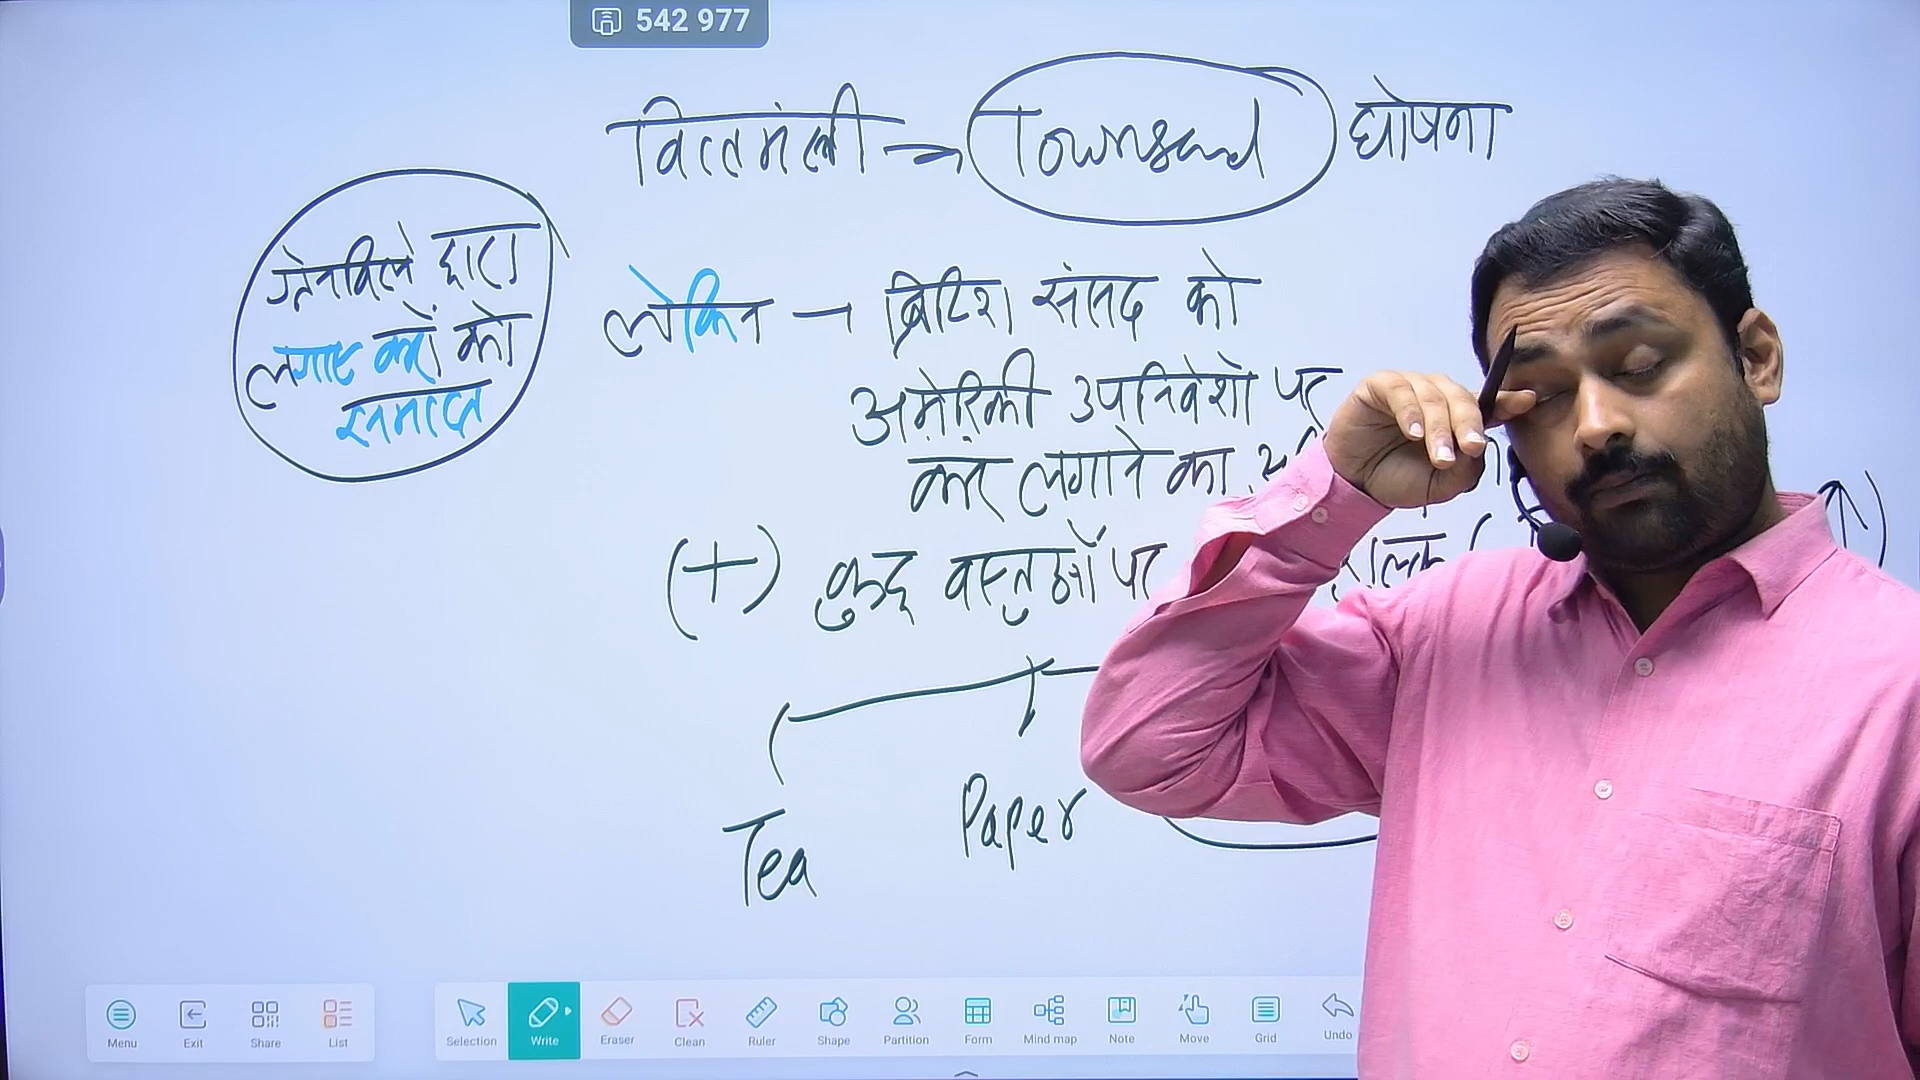 542 977
वित्तमंत्री → Townsend घोषणा
ग्रेनविले द्वारा
लगाए करों को
समाप्त
लेकिन → ब्रिटिश संसद को
अमेरिकी उपनिवेशों पर
कर लगाने का
(+) कुछ वस्तुओं पर शुल्क (↑)
Tea Paper
Menu Exit Share List Selection Write Eraser Clean Ruler Shape Partition Form Mind map Note Move Grid Undo